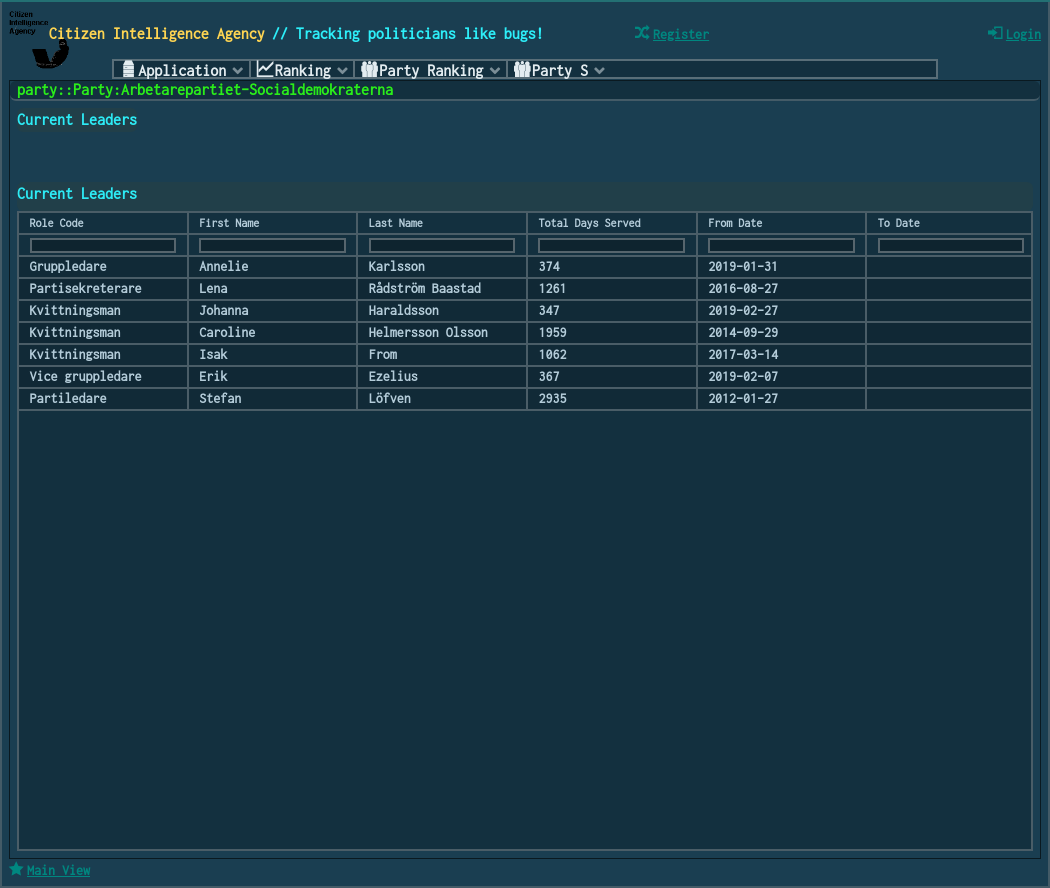 Citizen
Intelligence
Agency
Citizen Intelligence Agency // Tracking politicians like bugs!
Register
Login
Application
Ranking
Party Ranking
Party S
party::Party:Arbetarepartiet-Socialdemokraterna
Current Leaders
Current Leaders
Role Code First Name Last Name Total Days Served From Date To Date
Gruppledare Annelie Karlsson 374 2019-01-31
Partisekreterare Lena Rådström Baastad 1261 2016-08-27
Kvittningsman Johanna Haraldsson 347 2019-02-27
Kvittningsman Caroline Helmersson Olsson 1959 2014-09-29
Kvittningsman Isak From 1062 2017-03-14
Vice gruppledare Erik Ezelius 367 2019-02-07
Partiledare Stefan Löfven 2935 2012-01-27
Main View